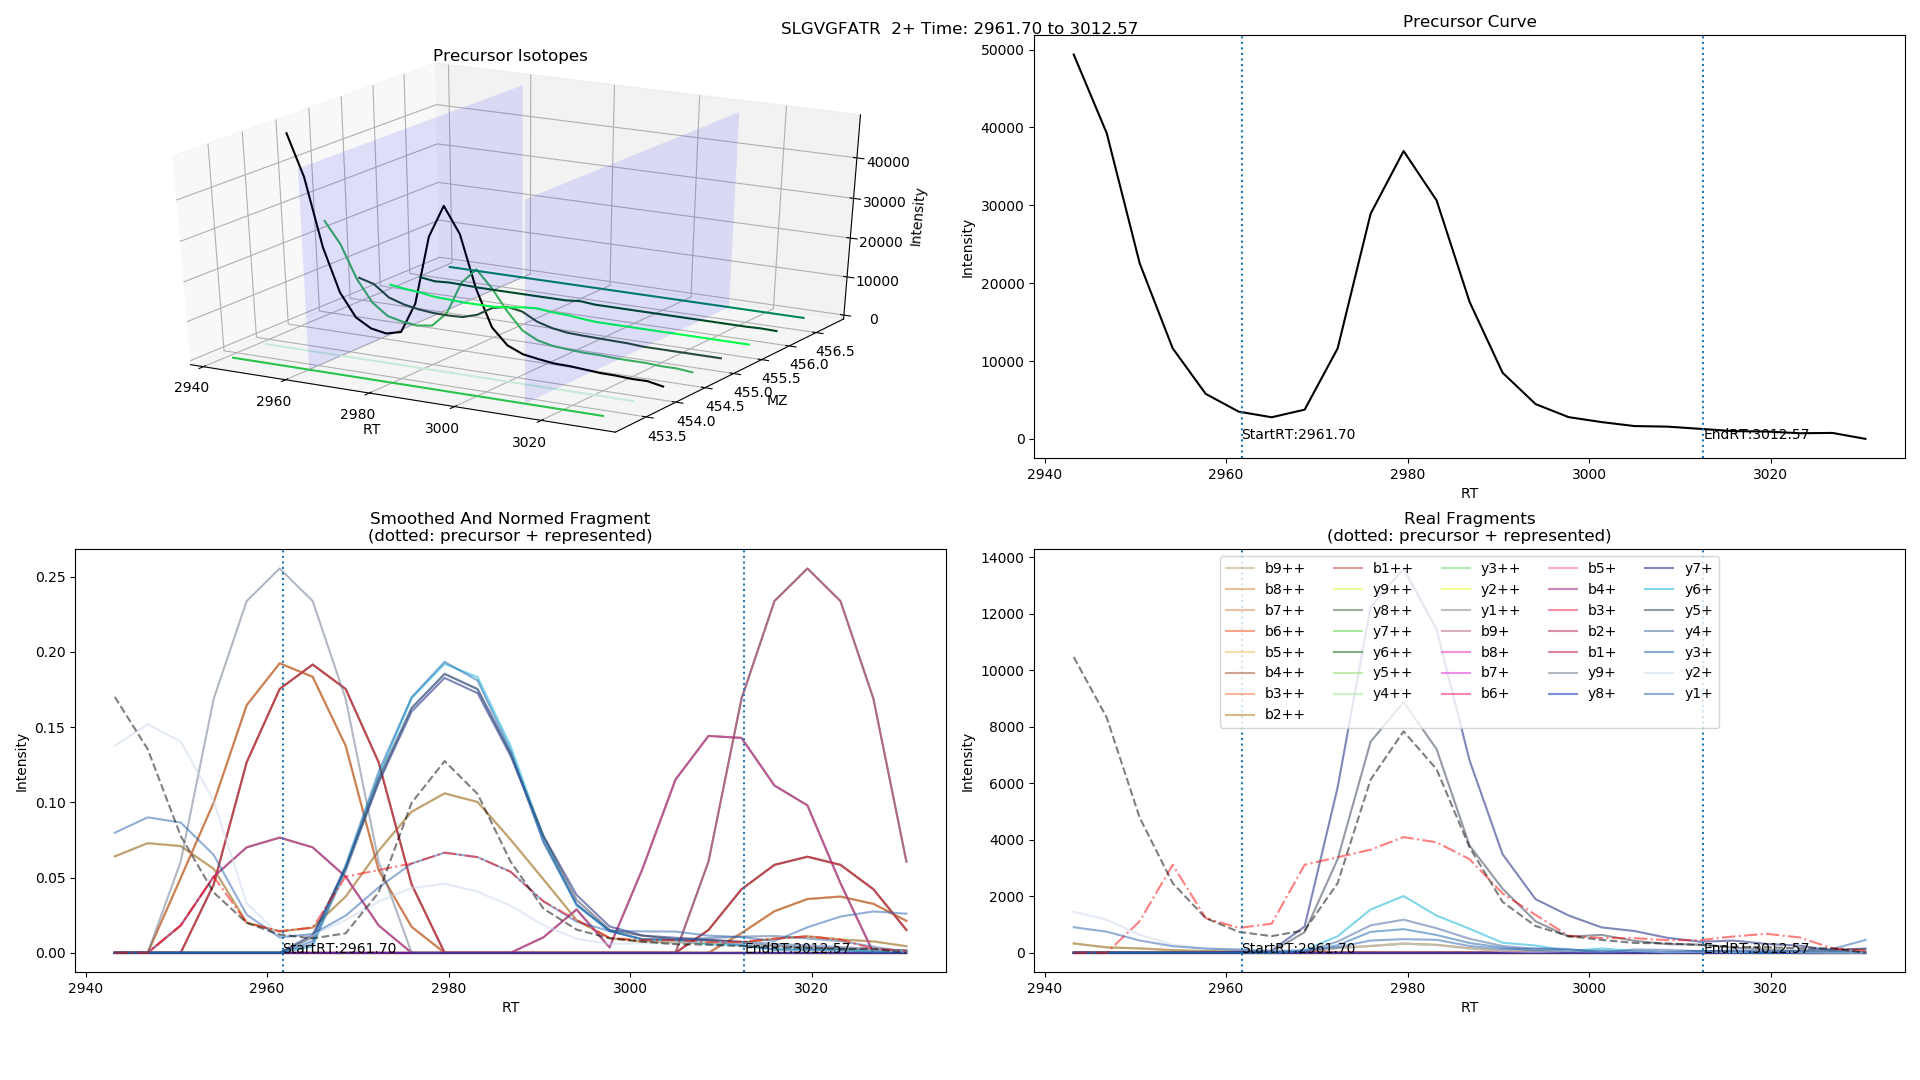 SLGVGFATR  2+ Time: 2961.70 to 3012.57
Precursor Isotopes
40000
30000
20000
10000
0
Intensity
2940
2960
2980
3000
3020
RT
453.5
454.0
454.5
455.0
455.5
456.0
456.5
MZ
Precursor Curve
50000
40000
30000
20000
10000
0
Intensity
StartRT:2961.70
EndRT:3012.57
2940
2960
2980
3000
3020
RT
Smoothed And Normed Fragment
(dotted: precursor + represented)
0.25
0.20
0.15
0.10
0.05
0.00
Intensity
StartRT:2961.70
EndRT:3012.57
2940
2960
2980
3000
3020
RT
Real Fragments
(dotted: precursor + represented)
14000
12000
10000
8000
6000
4000
2000
0
Intensity
b9++ b1++ y3++ b5+ y7+
b8++ y9++ y2++ b4+ y6+
b7++ y8++ y1++ b3+ y5+
b6++ y7++ b9+ b2+ y4+
b5++ y6++ b8+ b1+ y3+
b4++ y5++ b7+ y9+ y2+
b3++ y4++ b6+ y8+ y1+
b2++
StartRT:2961.70
EndRT:3012.57
2940
2960
2980
3000
3020
RT